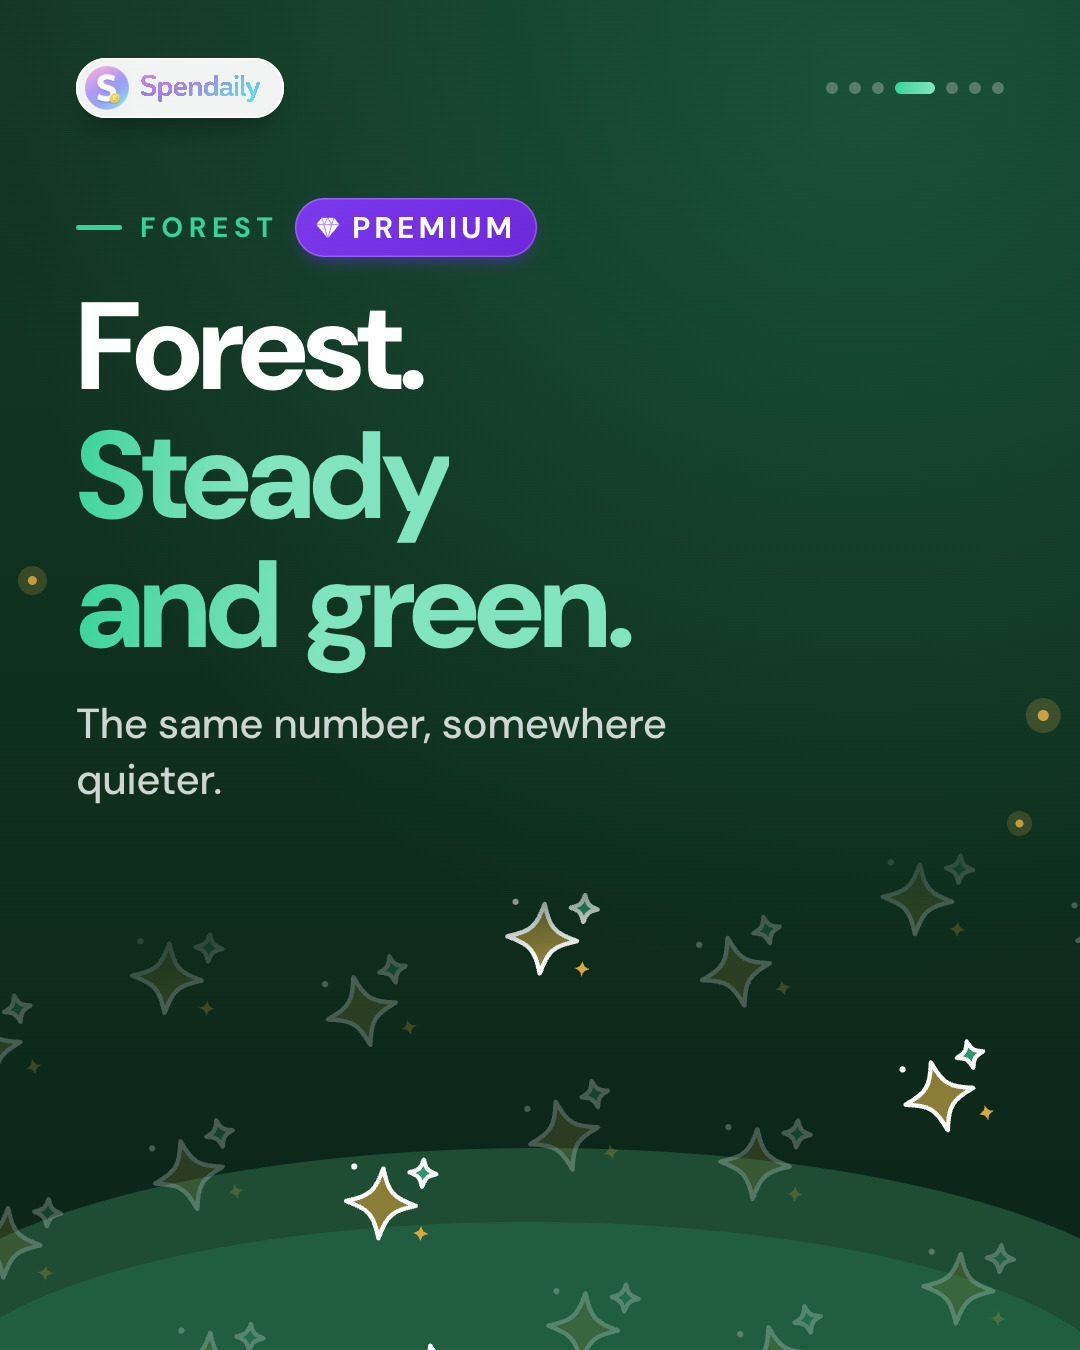 Spendaily
FOREST PREMIUM
Forest.
Steady
and green.
The same number, somewhere
quieter.